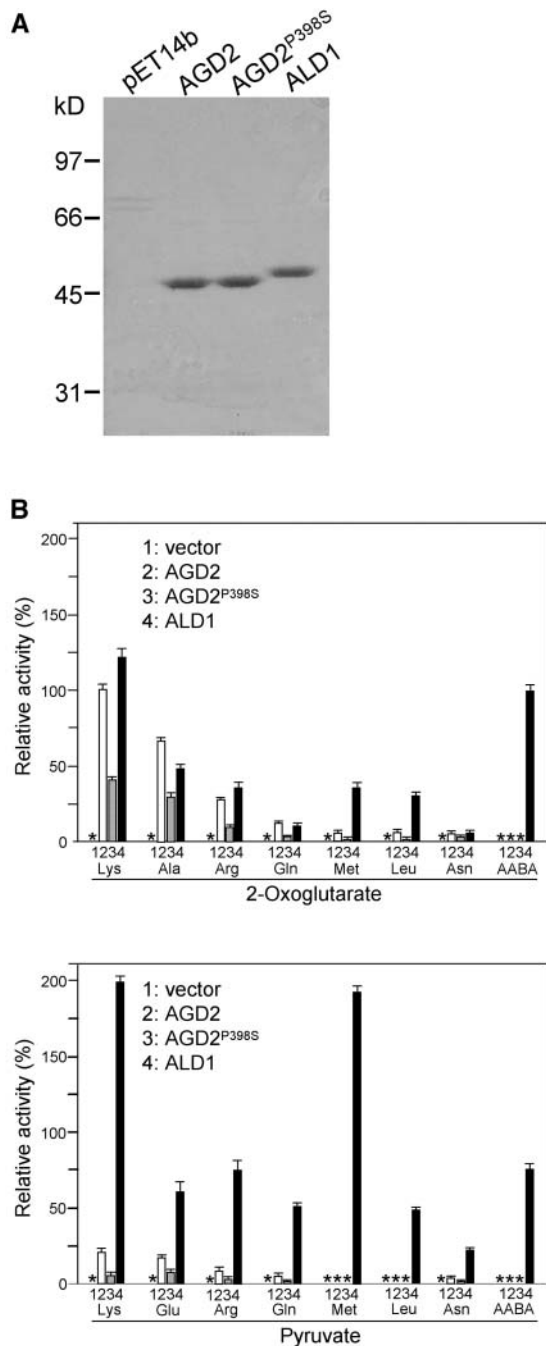 A
pET14b
AGD2
AGD2P398S
ALD1
kD
97
66
45
31
B
200
150
100
50
0
Relative activity (%)
1: vector
2: AGD2
3: AGD2P398S
4: ALD1
* * * * * * * ***
1234 1234 1234 1234 1234 1234 1234 1234
Lys Ala Arg Gln Met Leu Asn AABA
2-Oxoglutarate
200
150
100
50
0
Relative activity (%)
1: vector
2: AGD2
3: AGD2P398S
4: ALD1
* * * * *** *** * ***
1234 1234 1234 1234 1234 1234 1234 1234
Lys Glu Arg Gln Met Leu Asn AABA
Pyruvate